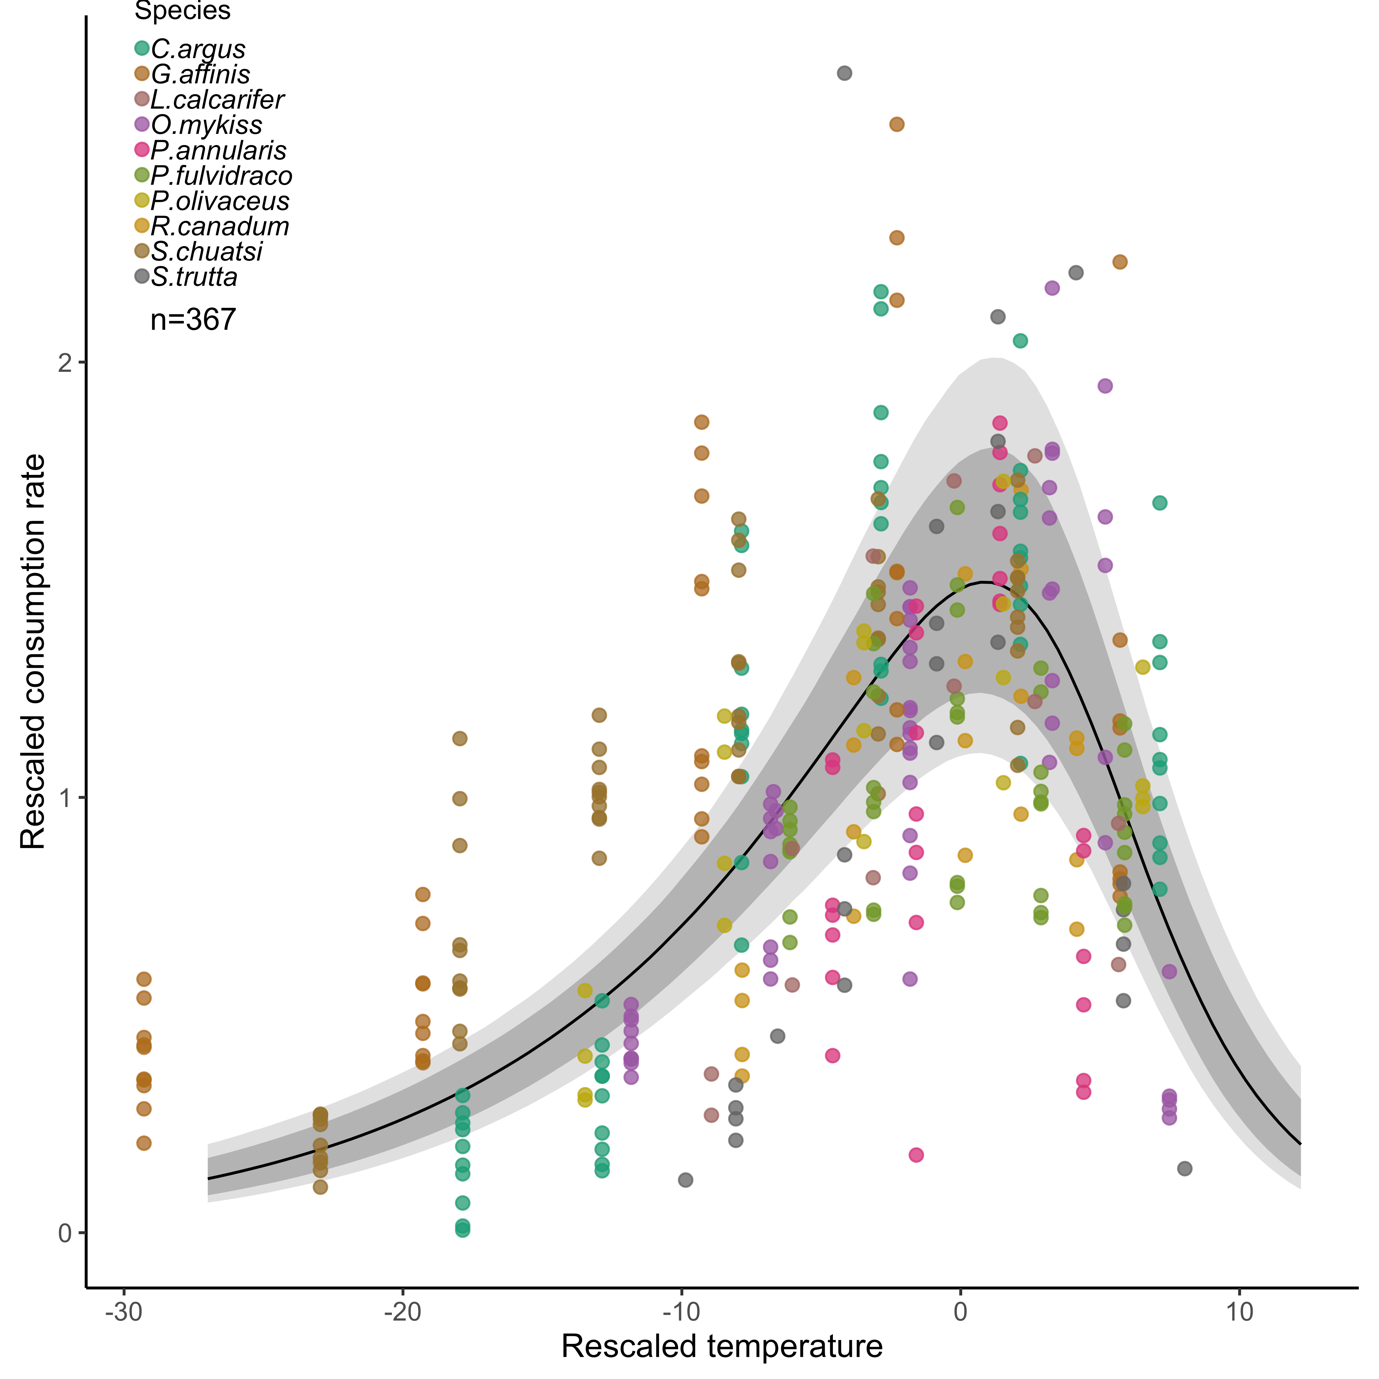 Species
C.argus
G.affinis
L.calcarifer
O.mykiss
P.annularis
P.fulvidraco
P.olivaceus
R.canadum
S.chuatsi
S.trutta
n=367
2
1
0
Rescaled consumption rate
-30 -20 -10 0 10
Rescaled temperature